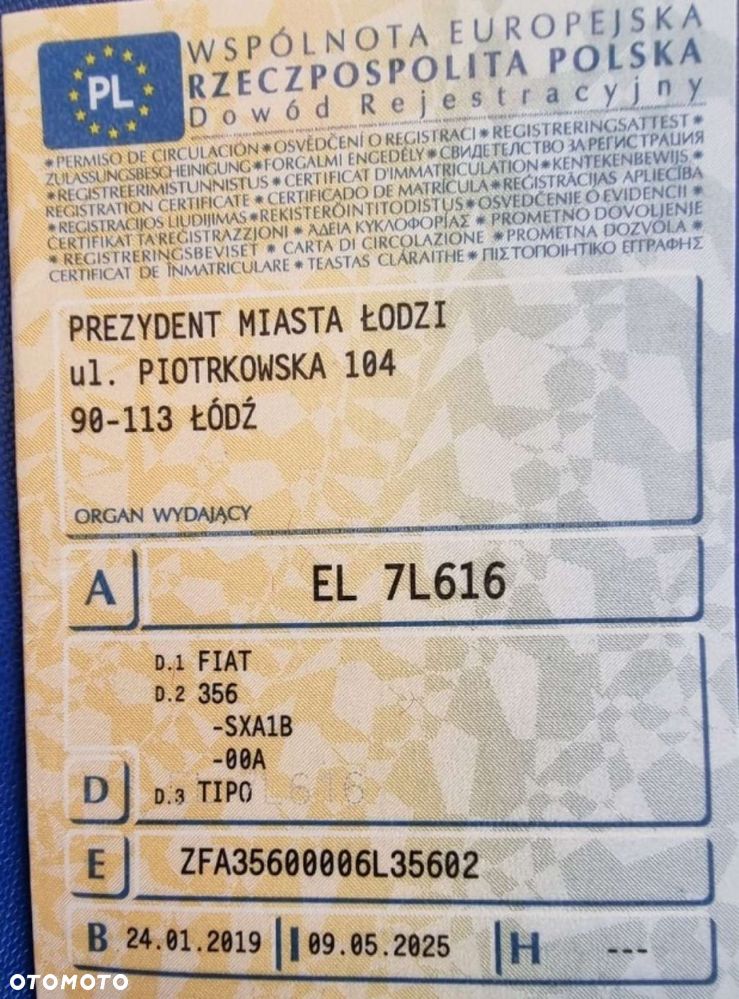 PL
WSPÓLNOTA EUROPEJSKA
RZECZPOSPOLITA POLSKA
Dowód Rejestracyjny
* PERMISO DE CIRCULACIÓN * OSVĚDČENÍ O REGISTRACI * REGISTRERINGSATTEST *
ZULASSUNGSBESCHEINIGUNG * FORGALMI ENGEDÉLY * СВИДЕТЕЛСТВО ЗА РЕГИСТРАЦИЯ
* REGISTREERIMISTUNNISTUS * CERTIFICAT D'IMMATRICULATION * KENTEKENBEWIJS *
REGISTRATION CERTIFICATE * CERTIFICADO DE MATRÍCULA * REĢISTRĀCIJAS APLIECĪBA
* REGISTRACIJOS LIUDIJIMAS * REKISTERÖINTITODISTUS * OSVEDČENIE O EVIDENCII *
ĊERTIFIKAT TA'REĠISTRAZZJONI * ΑΔΕΙΑ ΚΥΚΛΟΦΟΡΙΑΣ * PROMETNO DOVOLJENJE
* REGISTRERINGSBEVISET * CARTA DI CIRCOLAZIONE * PROMETNA DOZVOLA *
CERTIFICAT DE ÎNMATRICULARE * TEASTAS CLÁRAITHE * ΠΙΣΤΟΠΟΙΗΤΙΚΟ ΕΓΓΡΑΦΗΣ
PREZYDENT MIASTA ŁODZI
ul. PIOTRKOWSKA 104
90-113 ŁÓDŹ
ORGAN WYDAJĄCY
A EL 7L616
D.1 FIAT
D.2 356
-SXA1B
-00A
D D.3 TIPO
L616
E ZFA35600006L35602
B 24.01.2019 I 09.05.2025 H ---
OTOMOTO